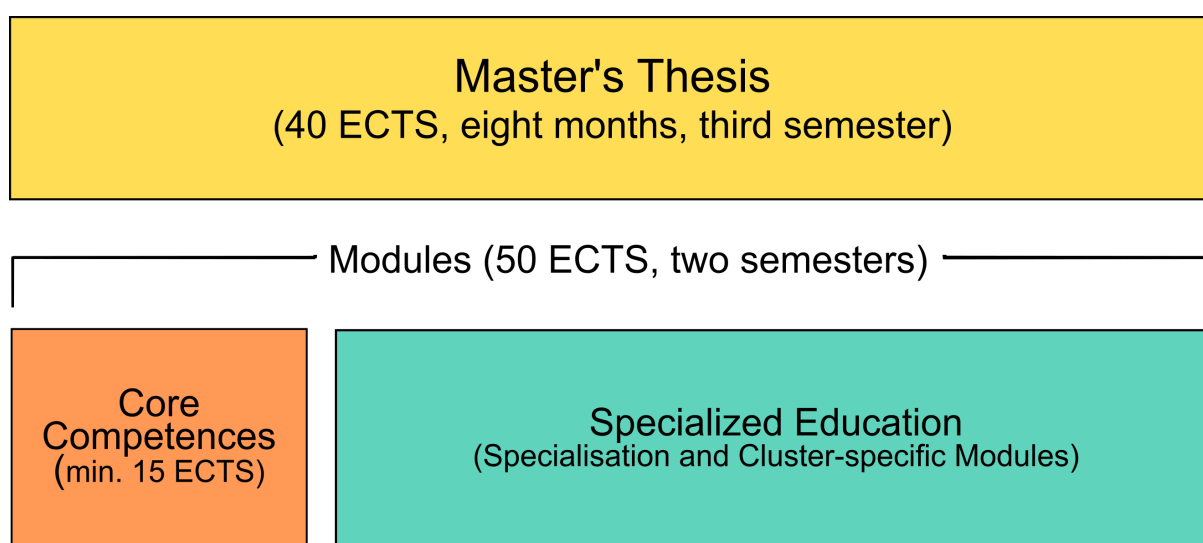 Master's Thesis
(40 ECTS, eight months, third semester)
Modules (50 ECTS, two semesters)
Core
Competences
(min. 15 ECTS)
Specialized Education
(Specialisation and Cluster-specific Modules)